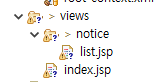 > views
> notice
list.jsp
index.jsp